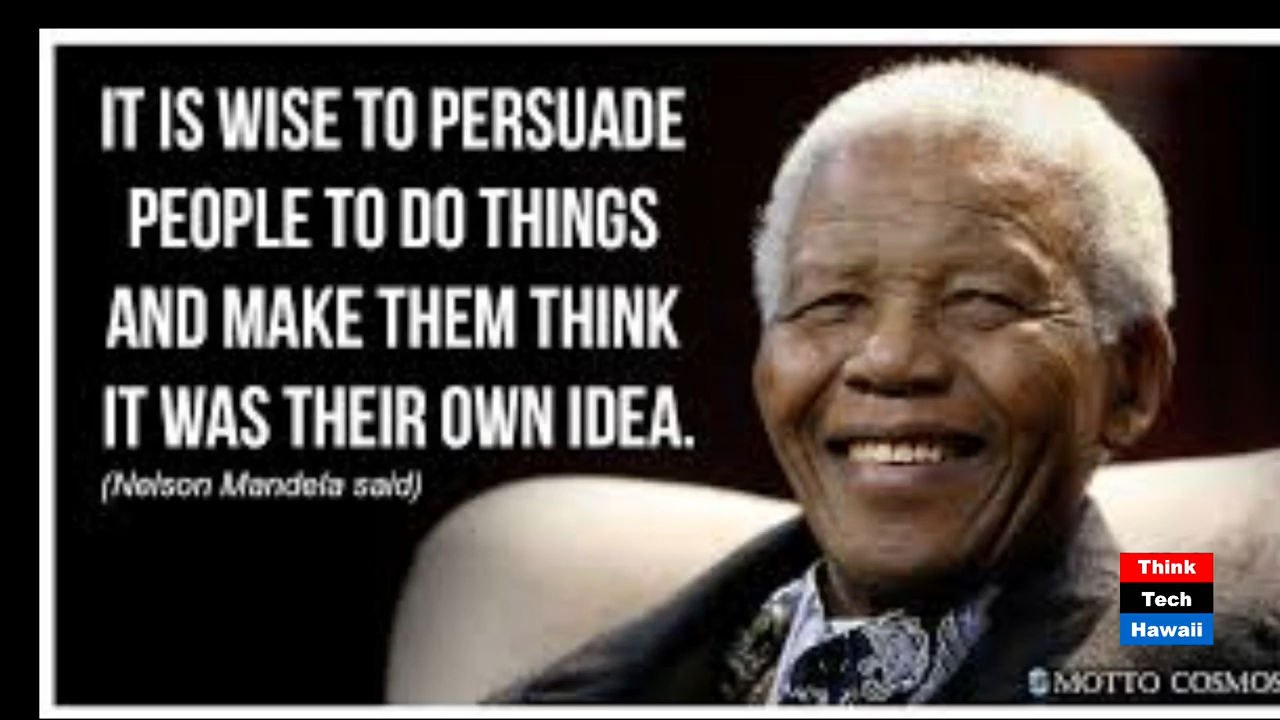 IT IS WISE TO PERSUADE
PEOPLE TO DO THINGS
AND MAKE THEM THINK
IT WAS THEIR OWN IDEA.
(Nelson Mandela said)
Think
Tech
Hawaii
MOTTO COSMOS